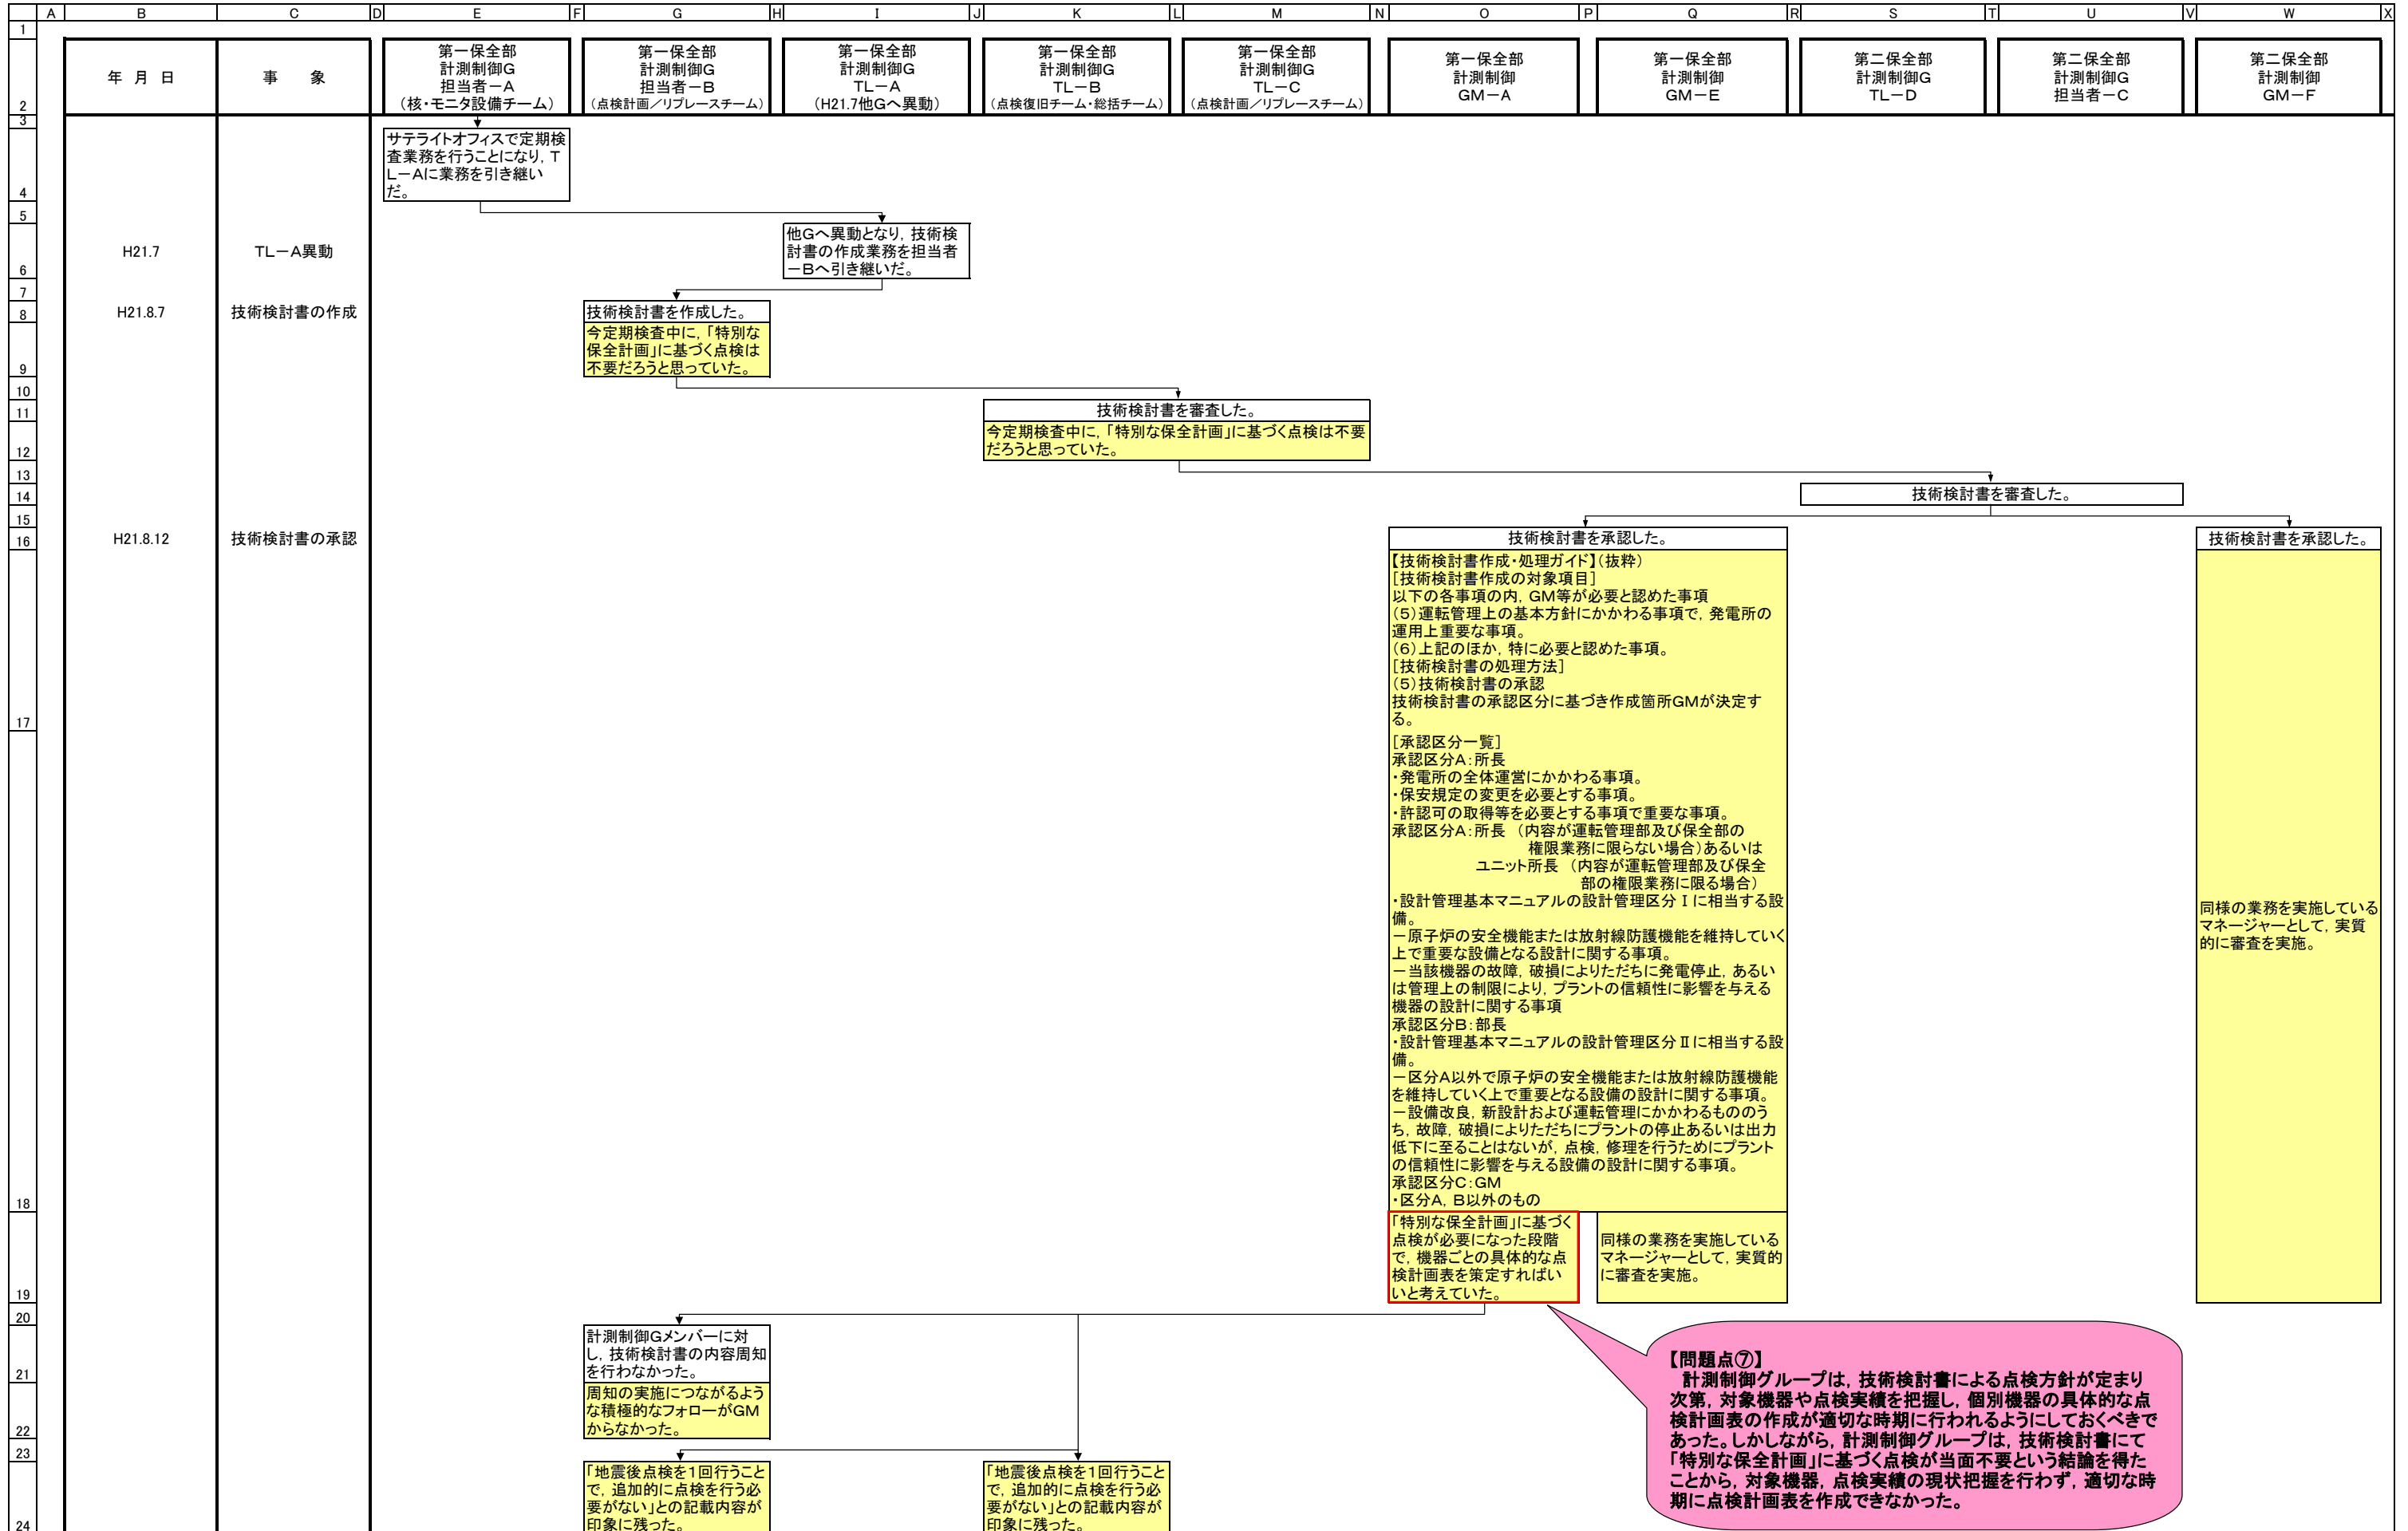 A B C D E F G H I J K L M N O P Q R S T U V W X
1
2
年 月 日
事 象
第一保全部
計測制御G
担当者－A
（核・モニタ設備チーム）
第一保全部
計測制御G
担当者－B
（点検計画／リプレースチーム）
第一保全部
計測制御G
TL－A
（H21.7他Gへ異動）
第一保全部
計測制御G
TL－B
（点検復旧チーム・総括チーム）
第一保全部
計測制御G
TL－C
（点検計画／リプレースチーム）
第一保全部
計測制御
GM－A
第一保全部
計測制御
GM－E
第二保全部
計測制御G
TL－D
第二保全部
計測制御G
担当者－C
第二保全部
計測制御
GM－F
3
4
サテライトオフィスで定期検
査業務を行うことになり，T
L－Aに業務を引き継い
だ。
5
6
H21.7
TL－A異動
他Gへ異動となり，技術検
討書の作成業務を担当者
－Bへ引き継いだ。
7
8
H21.8.7
技術検討書の作成
技術検討書を作成した。
9
今定期検査中に，「特別な
保全計画」に基づく点検は
不要だろうと思っていた。
10
11
技術検討書を審査した。
12
今定期検査中に，「特別な保全計画」に基づく点検は不要
だろうと思っていた。
13
14
技術検討書を審査した。
15
16
H21.8.12
技術検討書の承認
技術検討書を承認した。
技術検討書を承認した。
17
【技術検討書作成・処理ガイド】（抜粋）
［技術検討書作成の対象項目］
以下の各事項の内，GM等が必要と認めた事項
（5）運転管理上の基本方針にかかわる事項で，発電所の
運用上重要な事項。
（6）上記のほか，特に必要と認めた事項。
［技術検討書の処理方法］
（5）技術検討書の承認
技術検討書の承認区分に基づき作成箇所GMが決定す
る。
18
［承認区分一覧］
承認区分A：所長
・発電所の全体運営にかかわる事項。
・保安規定の変更を必要とする事項。
・許認可の取得等を必要とする事項で重要な事項。
承認区分A：所長 （内容が運転管理部及び保全部の
権限業務に限らない場合）あるいは
ユニット所長 （内容が運転管理部及び保全
部の権限業務に限る場合）
・設計管理基本マニュアルの設計管理区分Ⅰに相当する設
備。
－原子炉の安全機能または放射線防護機能を維持していく
上で重要な設備となる設計に関する事項。
－当該機器の故障，破損によりただちに発電停止，あるい
は管理上の制限により，プラントの信頼性に影響を与える
機器の設計に関する事項
承認区分B：部長
・設計管理基本マニュアルの設計管理区分Ⅱに相当する設
備。
－区分A以外で原子炉の安全機能または放射線防護機能
を維持していく上で重要となる設備の設計に関する事項。
－設備改良，新設計および運転管理にかかわるもののう
ち，故障，破損によりただちにプラントの停止あるいは出力
低下に至ることはないが，点検，修理を行うためにプラント
の信頼性に影響を与える設備の設計に関する事項。
承認区分C：GM
・区分A，B以外のもの
同様の業務を実施している
マネージャーとして，実質
的に審査を実施。
19
「特別な保全計画」に基づく
点検が必要になった段階
で，機器ごとの具体的な点
検計画表を策定すればい
いと考えていた。
同様の業務を実施している
マネージャーとして，実質的
に審査を実施。
20
21
計測制御Gメンバーに対
し，技術検討書の内容周知
を行わなかった。
22
周知の実施につながるよう
な積極的なフォローがGM
からなかった。
【問題点⑦】
計測制御グループは，技術検討書による点検方針が定まり
次第，対象機器や点検実績を把握し，個別機器の具体的な点
検計画表の作成が適切な時期に行われるようにしておくべきで
あった。しかしながら，計測制御グループは，技術検討書にて
「特別な保全計画」に基づく点検が当面不要という結論を得た
ことから，対象機器，点検実績の現状把握を行わず，適切な時
期に点検計画表を作成できなかった。
23
24
「地震後点検を1回行うこと
で，追加的に点検を行う必
要がない」との記載内容が
印象に残った。
「地震後点検を1回行うこと
で，追加的に点検を行う必
要がない」との記載内容が
印象に残った。